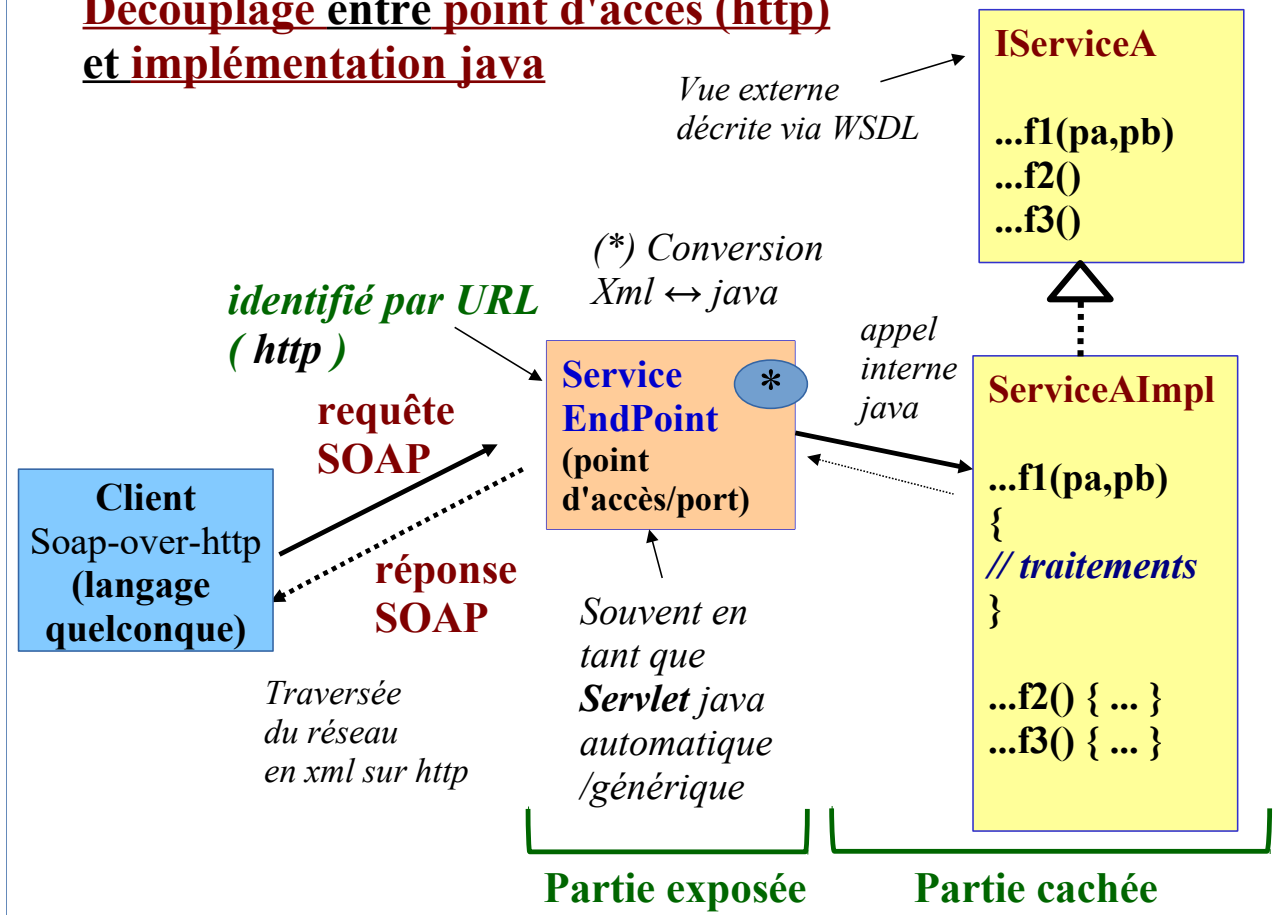 Découplage entre point d'accès (http)
et implémentation java
Vue externe
décrite via WSDL
IServiceA
...f1(pa,pb)
...f2()
...f3()
(*) Conversion
Xml ↔ java
identifié par URL
( http )
appel
interne
java
Service
EndPoint
(point
d'accès/port)
*
requête
SOAP
Client
Soap-over-http
(langage
quelconque)
réponse
SOAP
Traversée
du réseau
en xml sur http
Souvent en
tant que
Servlet java
automatique
/générique
ServiceAImpl
...f1(pa,pb)
{
// traitements
}
...f2() { ... }
...f3() { ... }
Partie exposée
Partie cachée